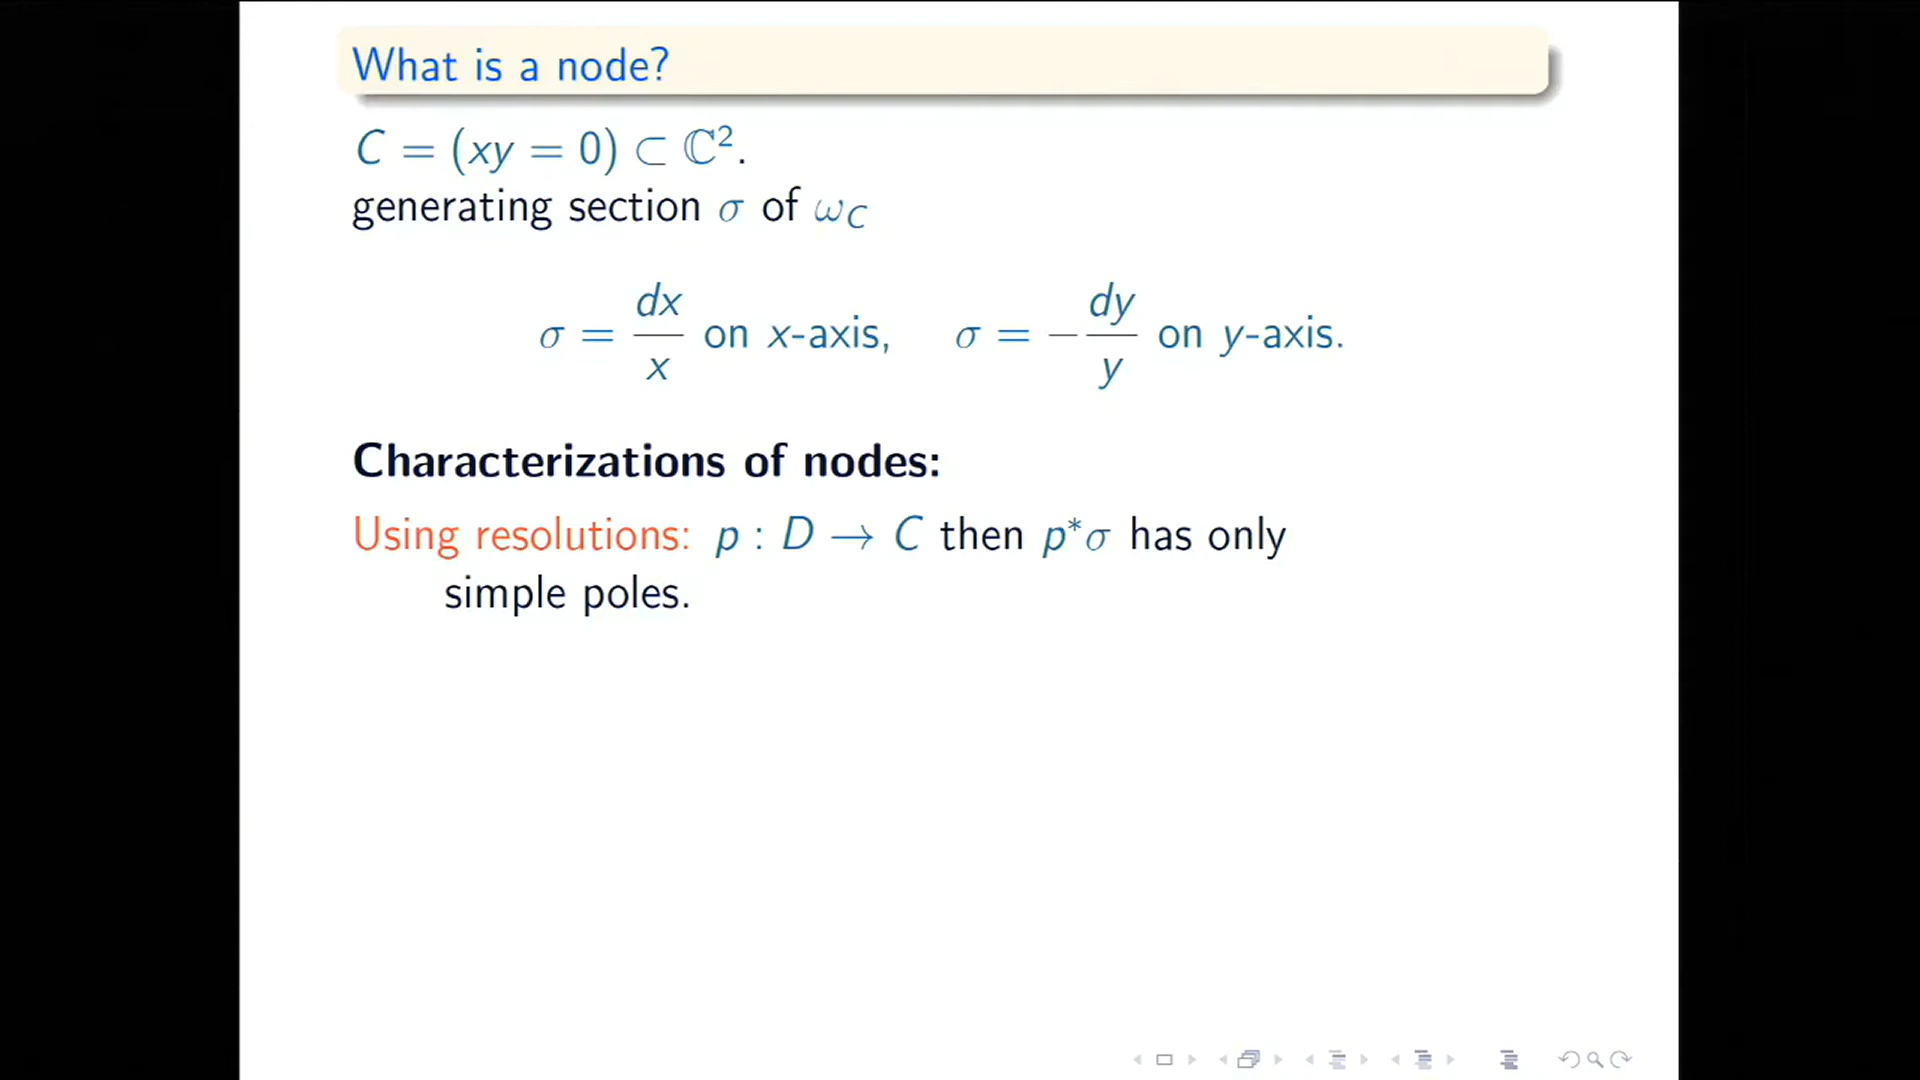 What is a node?
C = (xy = 0) ⊂ ℂ².
generating section σ of ω_C
σ = dx/x on x-axis, σ = −dy/y on y-axis.
Characterizations of nodes:
Using resolutions: p : D → C then p*σ has only
simple poles.